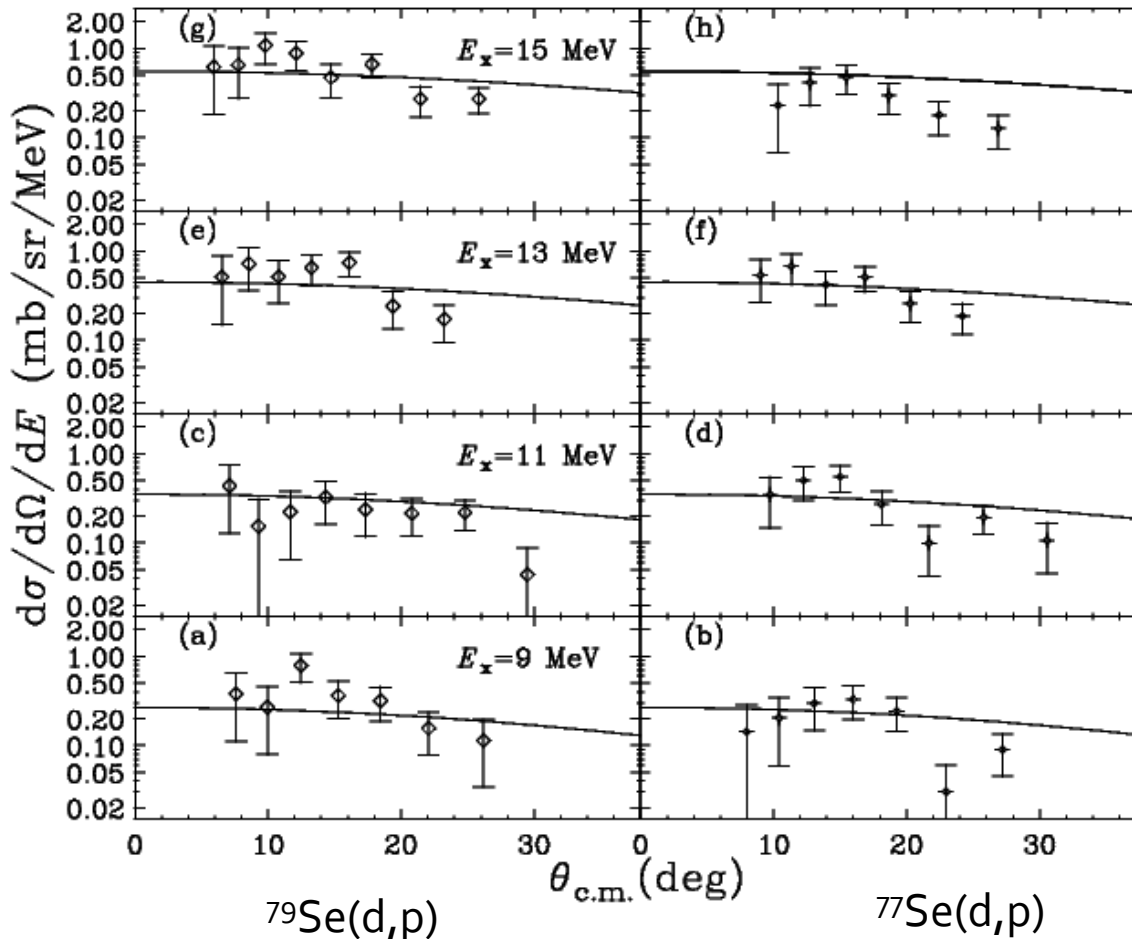 dσ/dΩ/dE (mb/sr/MeV)
2.00
1.00
0.50
0.20
0.10
0.05
0.02
(g)
E_x=15 MeV
(h)
2.00
1.00
0.50
0.20
0.10
0.05
0.02
(e)
E_x=13 MeV
(f)
2.00
1.00
0.50
0.20
0.10
0.05
0.02
(c)
E_x=11 MeV
(d)
2.00
1.00
0.50
0.20
0.10
0.05
0.02
(a)
E_x=9 MeV
(b)
0 10 20 30 0 10 20 30
θc.m.(deg)
⁷⁹Se(d,p) ⁷⁷Se(d,p)